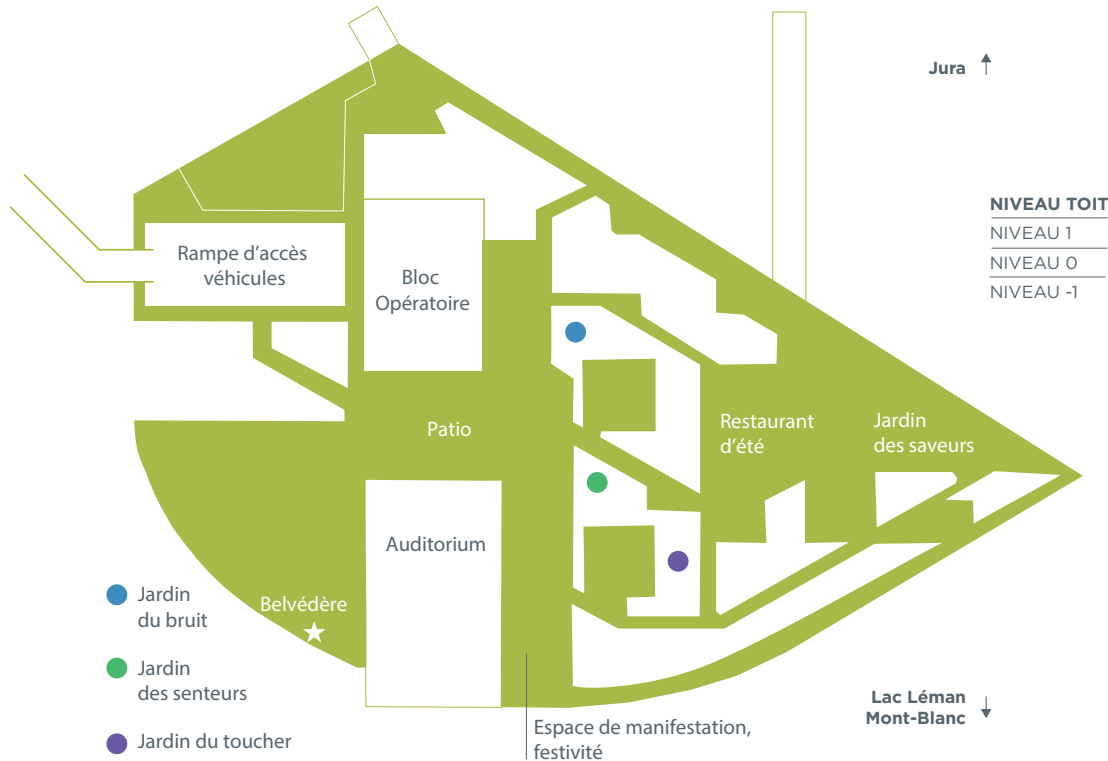 Jura
NIVEAU TOIT
NIVEAU 1
NIVEAU 0
NIVEAU -1
Rampe d'accès
véhicules
Bloc
Opératoire
Patio
Restaurant
d'été
Jardin
des saveurs
Auditorium
Belvédère
Jardin
du bruit
Jardin
des senteurs
Jardin du toucher
Espace de manifestation,
festivité
Lac Léman
Mont-Blanc